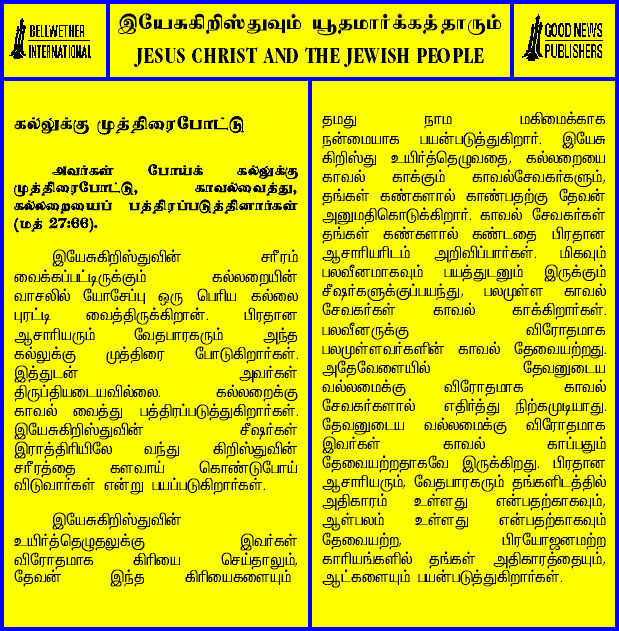 BELLWETHER
INTERNATIONAL
இயேசுகிறிஸ்துவும் யூதமார்க்கத்தாரும்
JESUS CHRIST AND THE JEWISH PEOPLE
GOOD NEWS
PUBLISHERS
கல்லுக்கு முத்திரைபோட்டு
அவர்கள் போய்க் கல்லுக்கு
முத்திரைபோட்டு, காவல்வைத்து,
கல்லறையைப் பத்திரப்படுத்தினார்கள்
(மத் 27:66).
இயேசுகிறிஸ்துவின் சரீரம்
வைக்கப்பட்டிருக்கும் கல்லறையின்
வாசலில் யோசேப்பு ஒரு பெரிய கல்லை
புரட்டி வைத்திருக்கிறான். பிரதான
ஆசாரியரும் வேதபாரகரும் அந்த
கல்லுக்கு முத்திரை போடுகிறார்கள்.
இத்துடன் அவர்கள்
திருப்தியடையவில்லை. கல்லறைக்கு
காவல் வைத்து பத்திரப்படுத்துகிறார்கள்.
இயேசுகிறிஸ்துவின் சீஷர்கள்
இராத்திரியிலே வந்து கிறிஸ்துவின்
சரீரத்தை களவாய் கொண்டுபோய்
விடுவார்கள் என்று பயப்படுகிறார்கள்.
இயேசுகிறிஸ்துவின்
உயிர்த்தெழுதலுக்கு இவர்கள்
விரோதமாக கிரியை செய்தாலும்,
தேவன் இந்த கிரியைகளையும்
தமது நாம மகிமைக்காக
நன்மையாக பயன்படுத்துகிறார். இயேசு
கிறிஸ்து உயிர்த்தெழுவதை, கல்லறையை
காவல் காக்கும் காவல்சேவகர்களும்,
தங்கள் கண்களால் காண்பதற்கு தேவன்
அனுமதிகொடுக்கிறார். காவல் சேவகர்கள்
தங்கள் கண்களால் கண்டதை பிரதான
ஆசாரியரிடம் அறிவிப்பார்கள். மிகவும்
பலவீனமாகவும் பயத்துடனும் இருக்கும்
சீஷர்களுக்குப்பயந்து, பலமுள்ள காவல்
சேவகர்கள் காவல் காக்கிறார்கள்.
பலவீனருக்கு விரோதமாக
பலமுள்ளவர்களின் காவல் தேவையற்றது.
அதேவேளையில் தேவனுடைய
வல்லமைக்கு விரோதமாக காவல்
சேவகர்களால் எதிர்த்து நிற்கமுடியாது.
தேவனுடைய வல்லமைக்கு விரோதமாக
இவர்கள் காவல் காப்பதும்
தேவையற்றதாகவே இருக்கிறது. பிரதான
ஆசாரியரும், வேதபாரகரும் தங்களிடத்தில்
அதிகாரம் உள்ளது என்பதற்காகவும்,
ஆள்பலம் உள்ளது என்பதற்காகவும்
தேவையற்ற, பிரயோஜனமற்ற
காரியங்களில் தங்கள் அதிகாரத்தையும்,
ஆட்களையும் பயன்படுத்துகிறார்கள்.